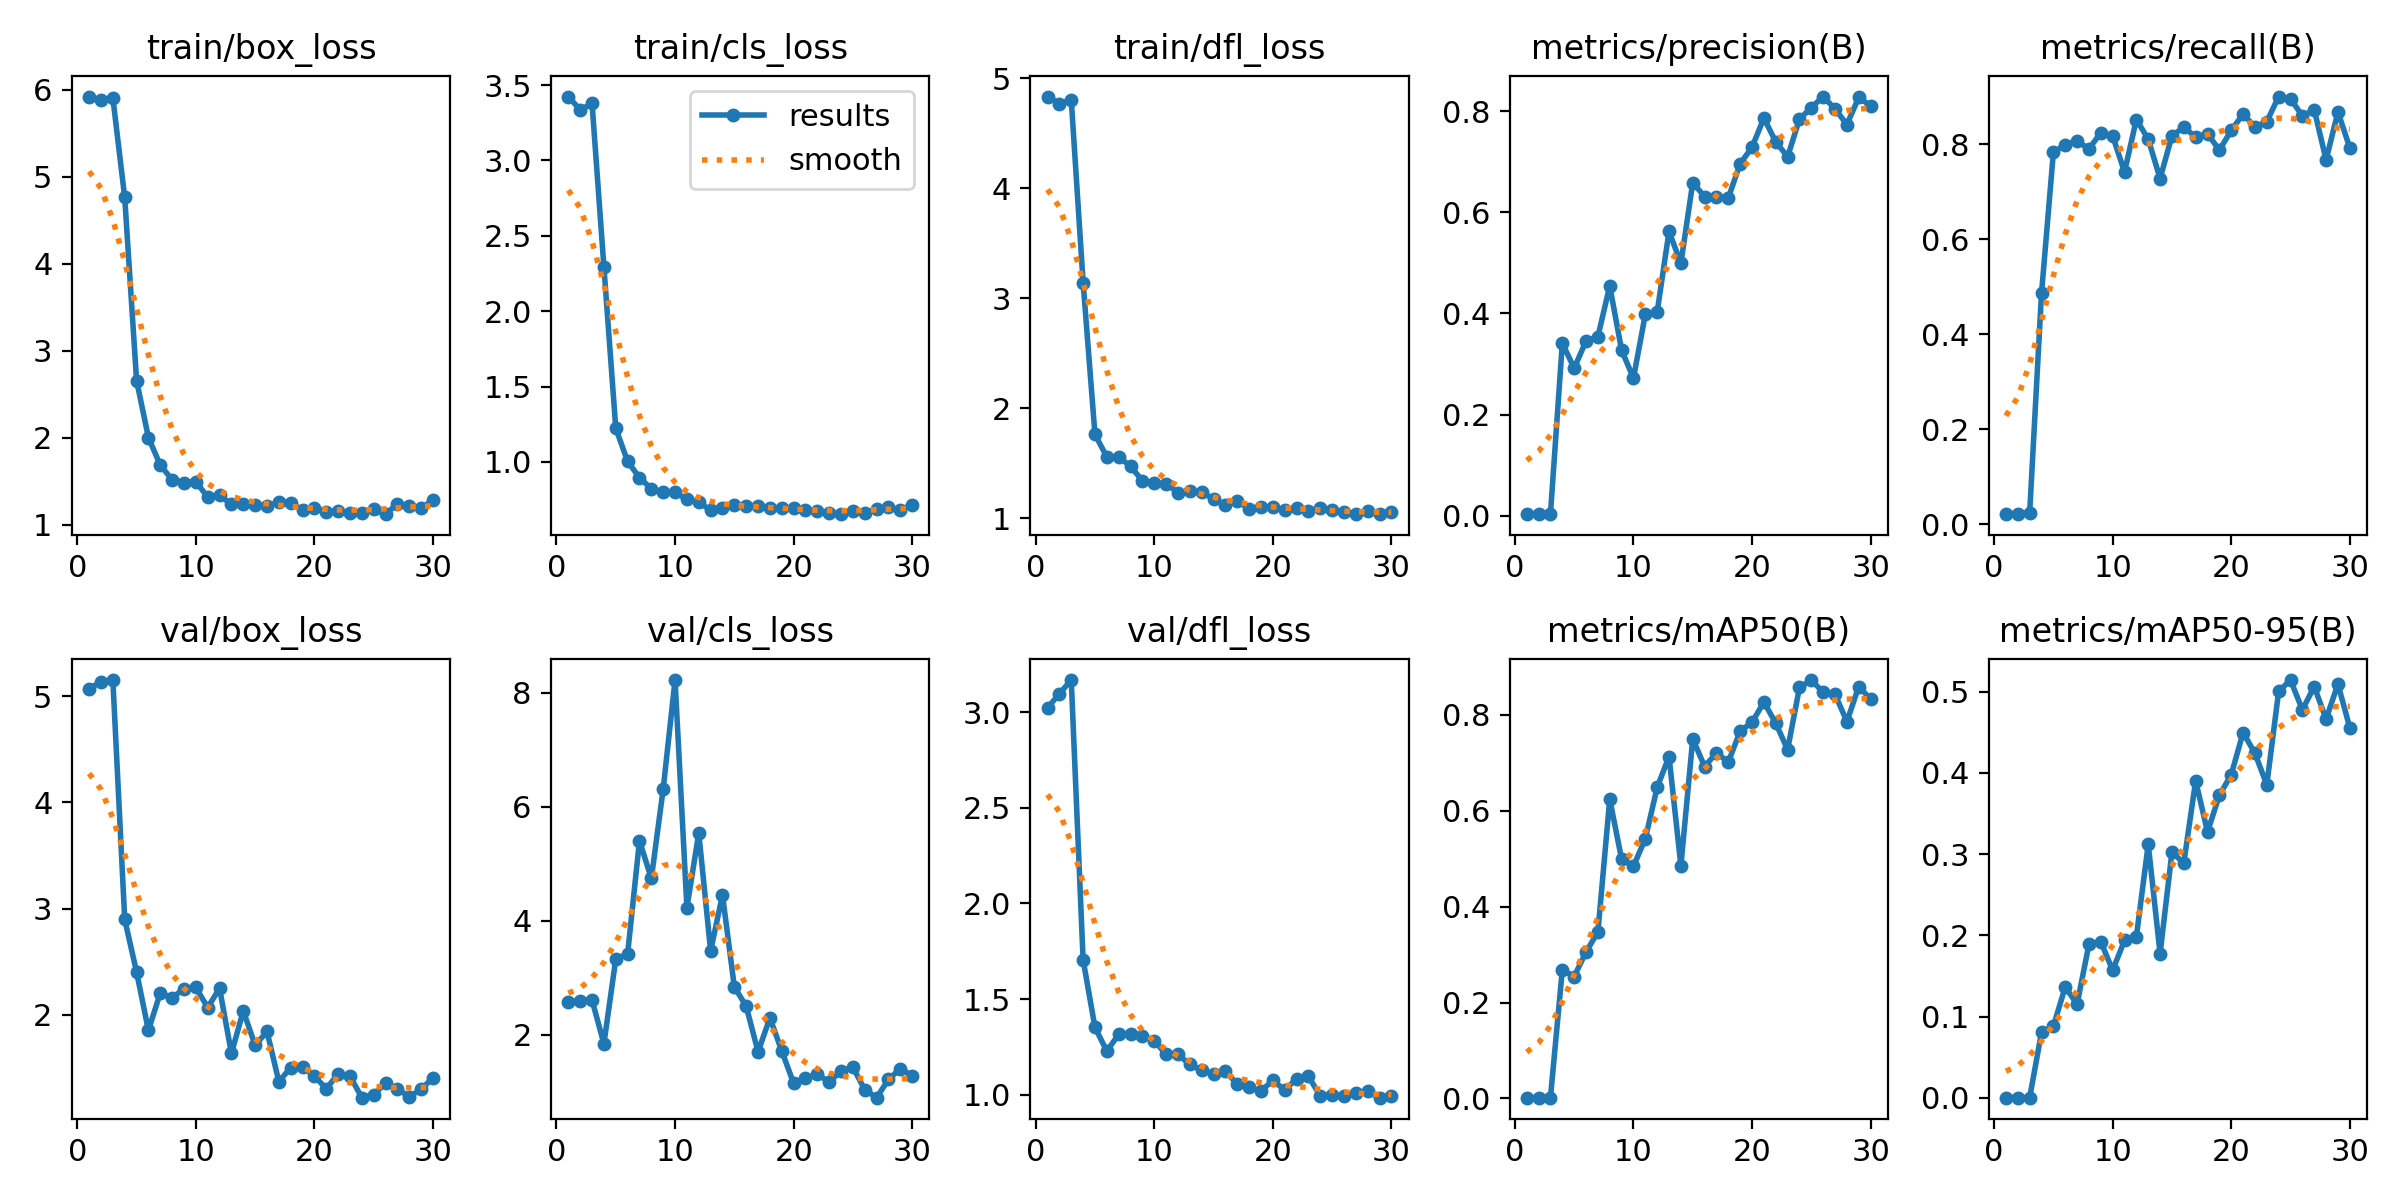 train/box_loss
train/cls_loss
train/dfl_loss
metrics/precision(B)
metrics/recall(B)
6
5
4
3
2
1
0 10 20 30
3.5
3.0
2.5
2.0
1.5
1.0
0 10 20 30
results
smooth
5
4
3
2
1
0 10 20 30
0.8
0.6
0.4
0.2
0.0
0 10 20 30
0.8
0.6
0.4
0.2
0.0
0 10 20 30
val/box_loss
val/cls_loss
val/dfl_loss
metrics/mAP50(B)
metrics/mAP50-95(B)
5
4
3
2
0 10 20 30
8
6
4
2
0 10 20 30
3.0
2.5
2.0
1.5
1.0
0 10 20 30
0.8
0.6
0.4
0.2
0.0
0 10 20 30
0.5
0.4
0.3
0.2
0.1
0.0
0 10 20 30